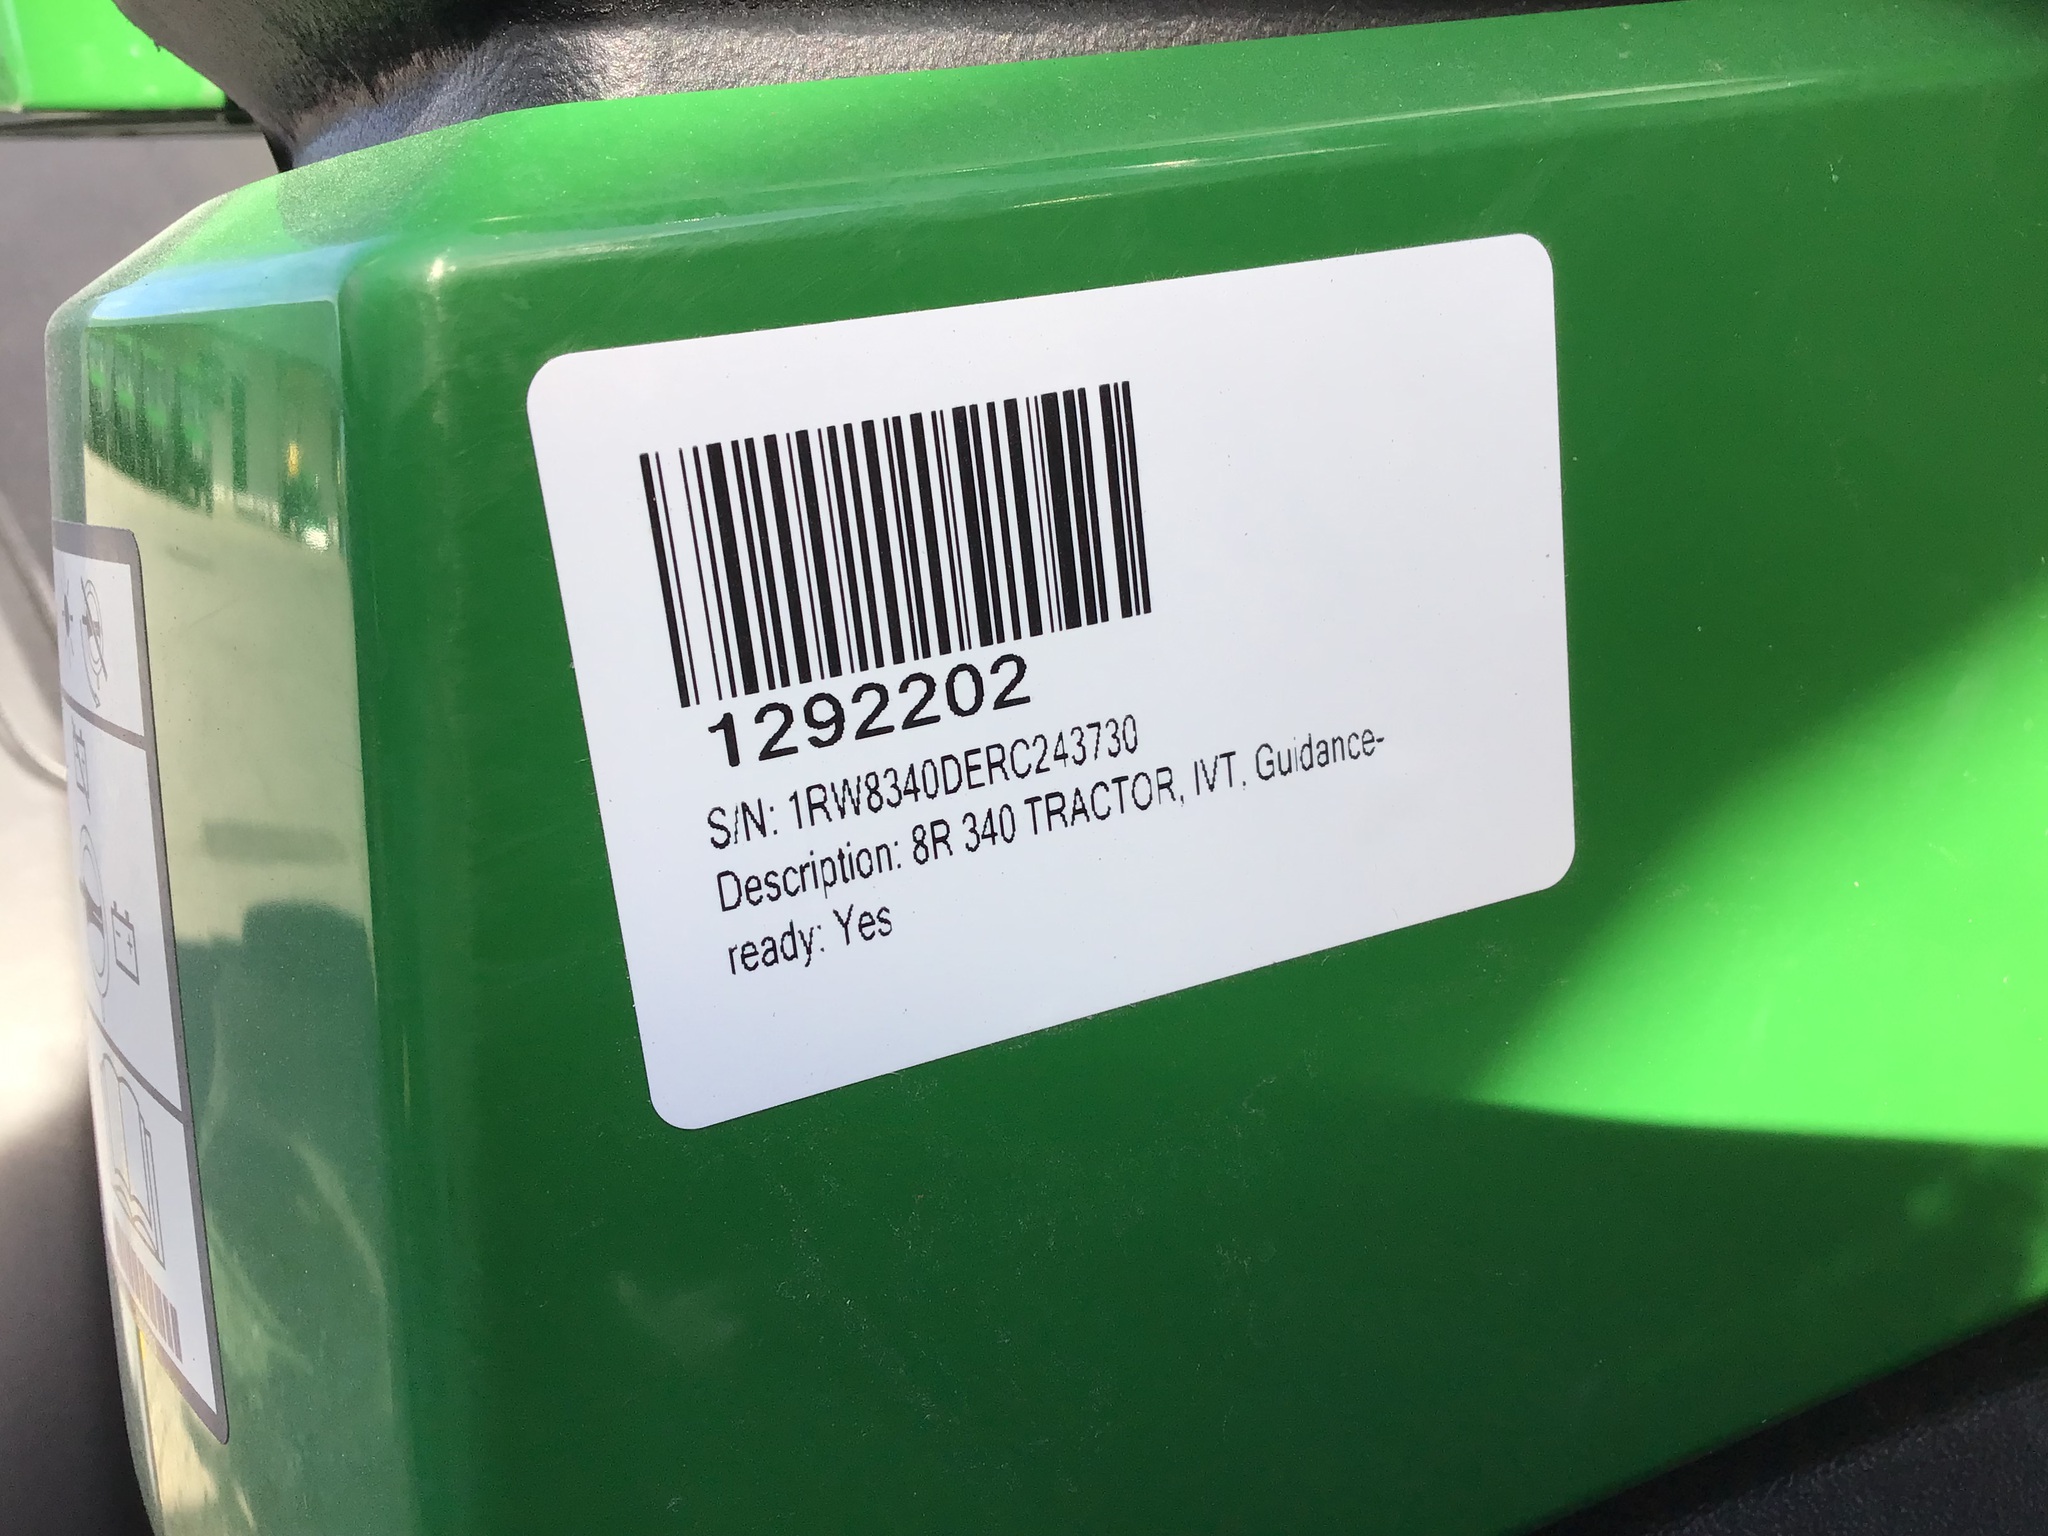 1292202
S/N: 1RW8340DERC243730
Description: 8R 340 TRACTOR, IVT, Guidance-
ready: Yes